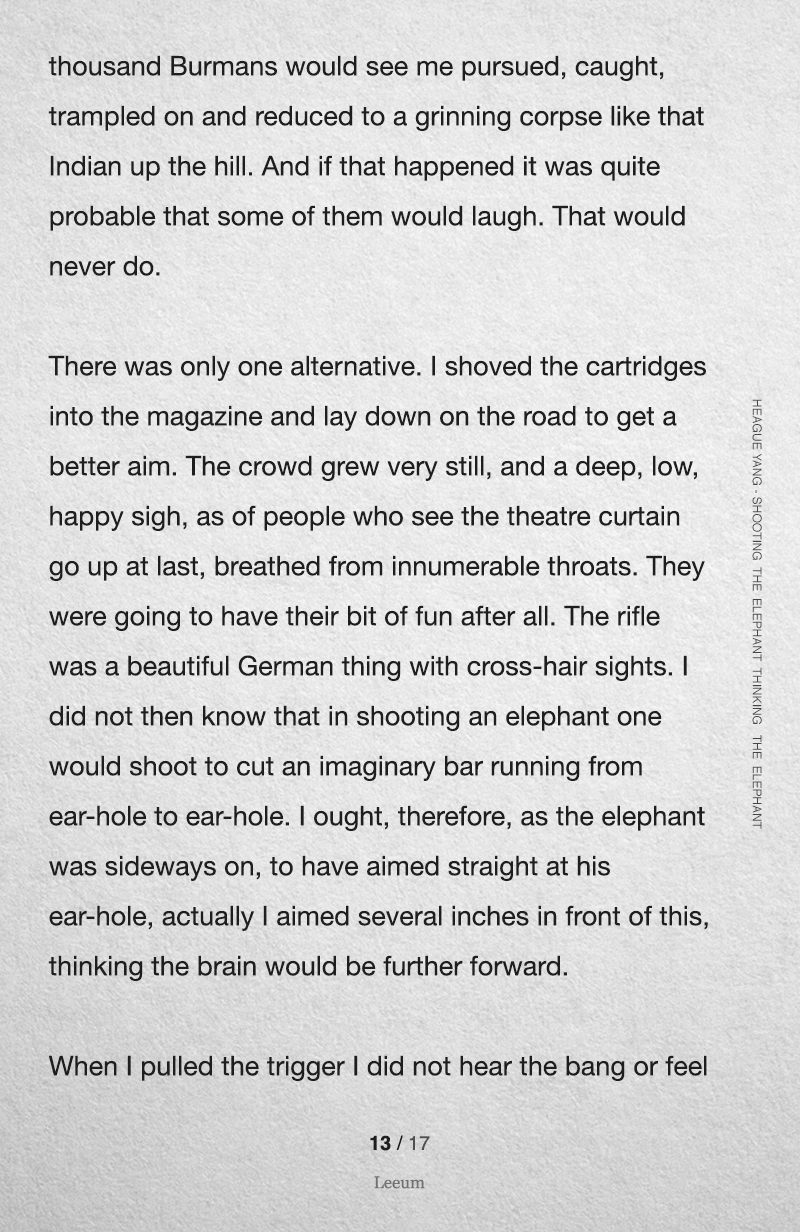 thousand Burmans would see me pursued, caught,
trampled on and reduced to a grinning corpse like that
Indian up the hill. And if that happened it was quite
probable that some of them would laugh. That would
never do.
There was only one alternative. I shoved the cartridges
into the magazine and lay down on the road to get a
better aim. The crowd grew very still, and a deep, low,
happy sigh, as of people who see the theatre curtain
go up at last, breathed from innumerable throats. They
were going to have their bit of fun after all. The rifle
was a beautiful German thing with cross-hair sights. I
did not then know that in shooting an elephant one
would shoot to cut an imaginary bar running from
ear-hole to ear-hole. I ought, therefore, as the elephant
was sideways on, to have aimed straight at his
ear-hole, actually I aimed several inches in front of this,
thinking the brain would be further forward.
When I pulled the trigger I did not hear the bang or feel
HEAGUE YANG · SHOOTING THE ELEPHANT THINKING THE ELEPHANT
13 / 17
Leeum